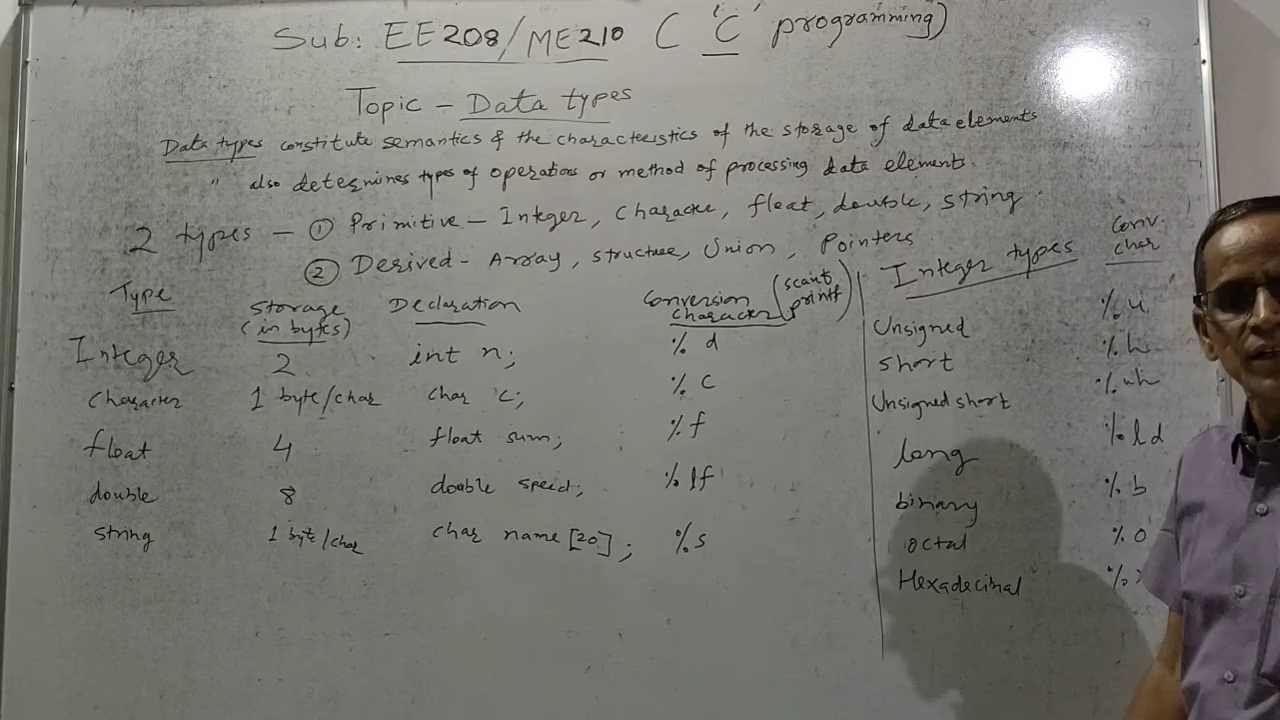 Sub: EE208/ME210 ( 'C' programming)
Topic - Data types
Data types constitute semantics & the characteristics of the storage of data elements
" also determines types of operations or method of processing data elements.
2 types - ① Primitive - Integer, Character, float, double, string
② Derived - Array, structure, Union, Pointers
Type Storage (in bytes) Declaration Conversion character (scanf, printf)
Integer 2 int n; % d
Character 1 byte/char char c; % c
float 4 float sum; % f
double 8 double speed; % lf
string 1 byte/char char name [20]; %s
Integer types Conv. char
Unsigned % u
short % h
Unsigned short % uh
long % ld
binary % b
octal % o
Hexadecimal %